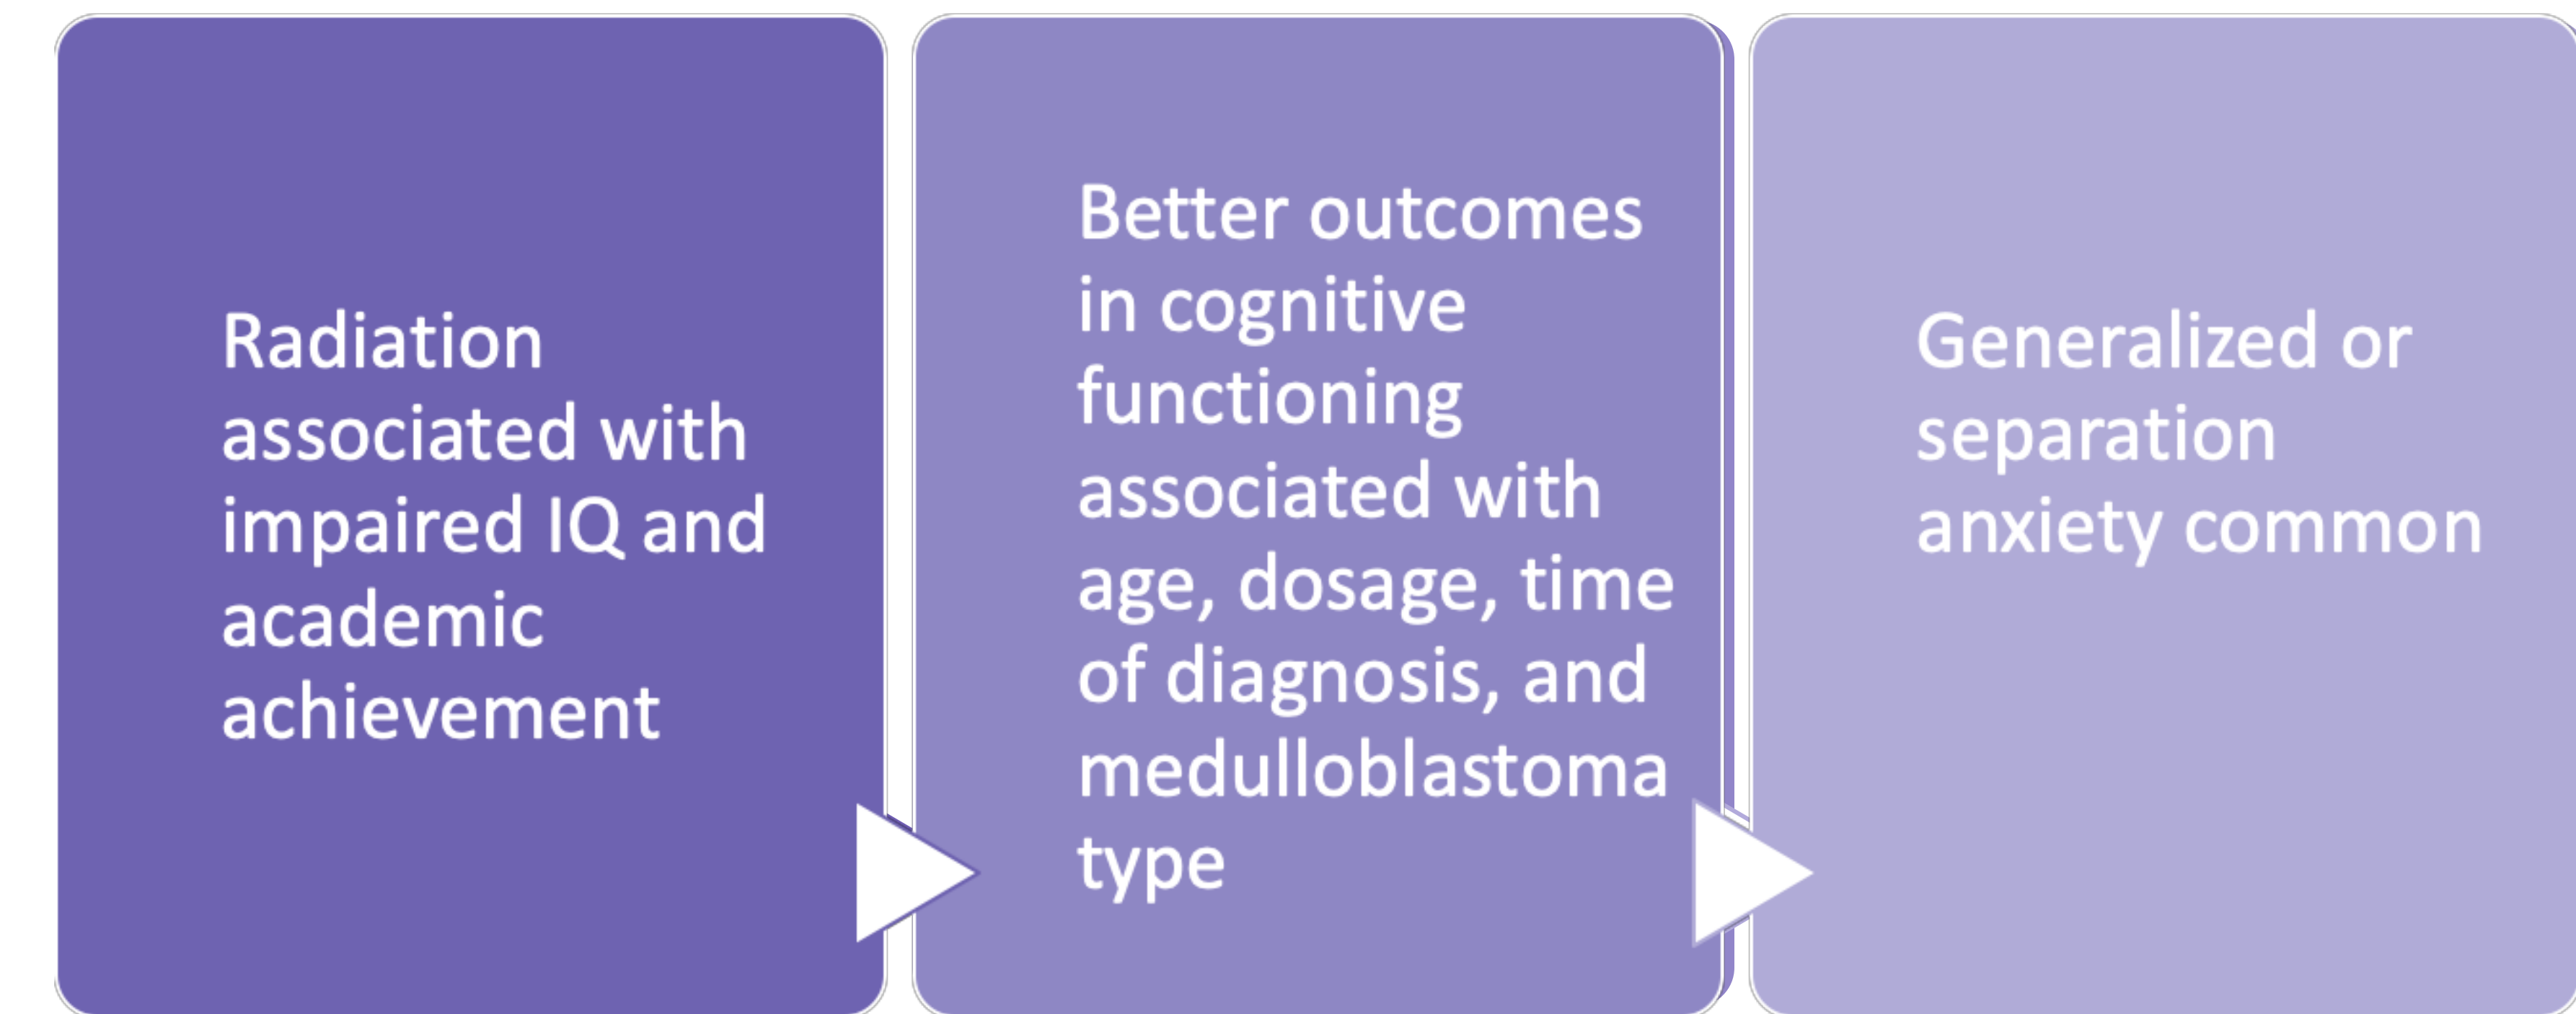 Radiation
associated with
impaired IQ and
academic
achievement
Better outcomes
in cognitive
functioning
associated with
age, dosage, time
of diagnosis, and
medulloblastoma
type
Generalized or
separation
anxiety common